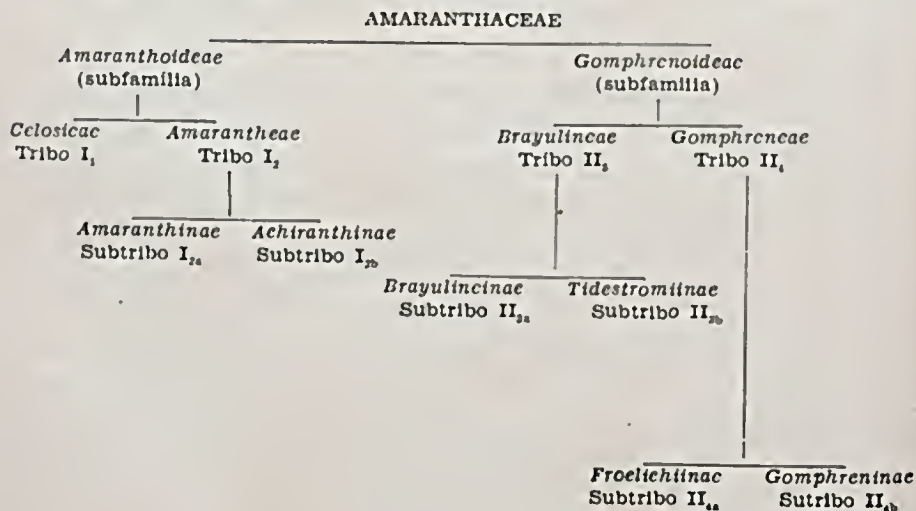 AMARANTHACEAE
Amaranthoideae Gomphrenoideae
(subfamilia) (subfamilia)
Celosieae Amarantheae Brayulineae Gomphreneae
Tribo I₁ Tribo I₂ Tribo II₃ Tribo II₄
Amaranthinae Achiranthinae
Subtribo I₂ₐ Subtribo I₂b
Brayulineinae Tidestromiinae
Subtribo II₃ₐ Subtribo II₃b
Froelichiinae Gomphreninae
Subtribo II₄ₐ Sutribo II₄b